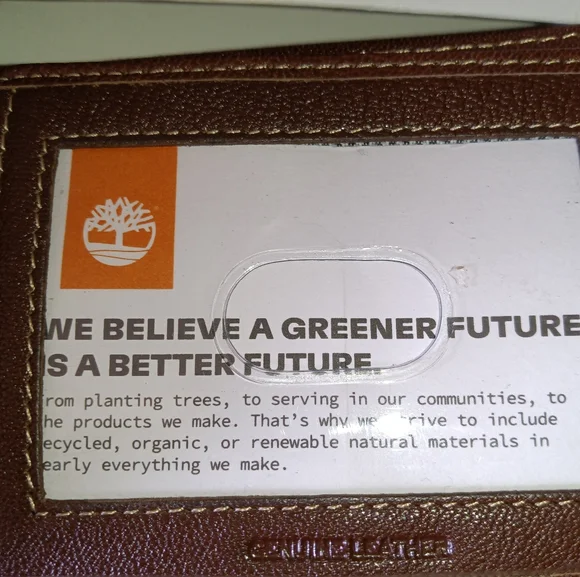 WE BELIEVE A GREENER FUTURE
IS A BETTER FUTURE.
rom planting trees, to serving in our communities, to
he products we make. That's why we rive to include
ecycled, organic, or renewable natural materials in
early everything we make.
GENUINE LEATHER